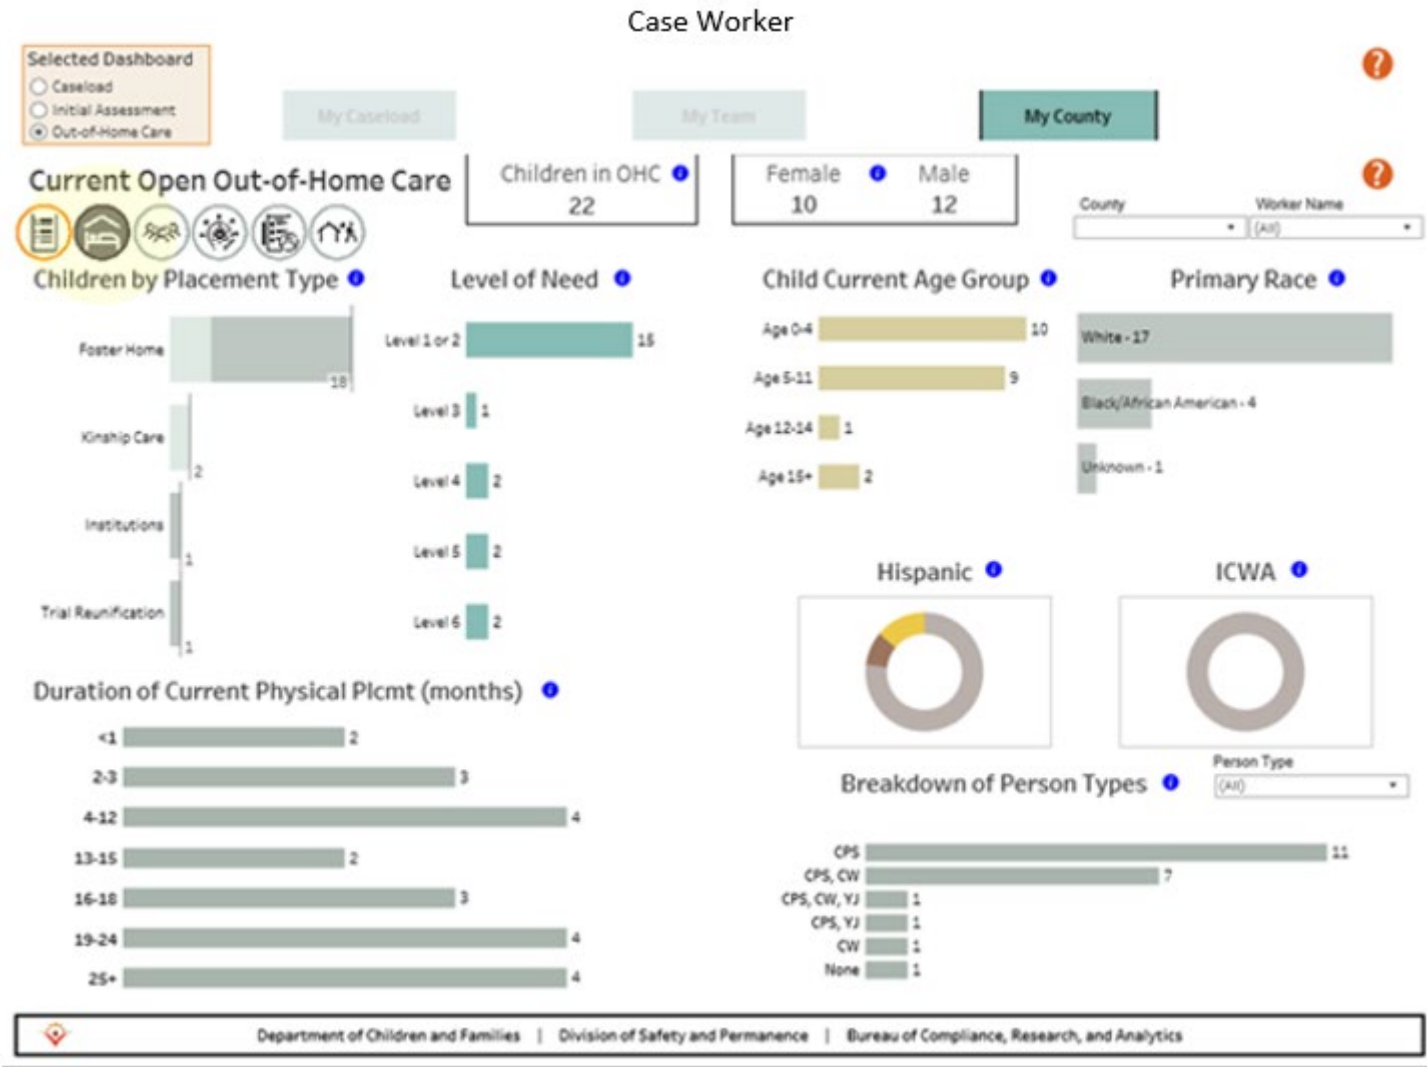 Case Worker
Selected Dashboard
Caseload
Initial Assessment
Out-of-Home Care
My Caseload
My Team
My County
Current Open Out-of-Home Care
Children in OHC
22
Female Male
10 12
County
Worker Name
(All)
Children by Placement Type
Foster Home 18
Kinship Care 2
Institutions 1
Trial Reunification 1
Level of Need
Level 1 or 2 15
Level 3 1
Level 4 2
Level 5 2
Level 6 2
Child Current Age Group
Age 0-4 10
Age 5-11 9
Age 12-14 1
Age 15+ 2
Primary Race
White - 17
Black/African American - 4
Unknown - 1
Hispanic
ICWA
Duration of Current Physical Plcmt (months)
<1 2
2-3 3
4-12 4
13-15 2
16-18 3
19-24 4
25+ 4
Breakdown of Person Types
Person Type
(All)
CPS 11
CPS, CW 7
CPS, CW, YJ 1
CPS, YJ 1
CW 1
None 1
Department of Children and Families | Division of Safety and Permanence | Bureau of Compliance, Research, and Analytics